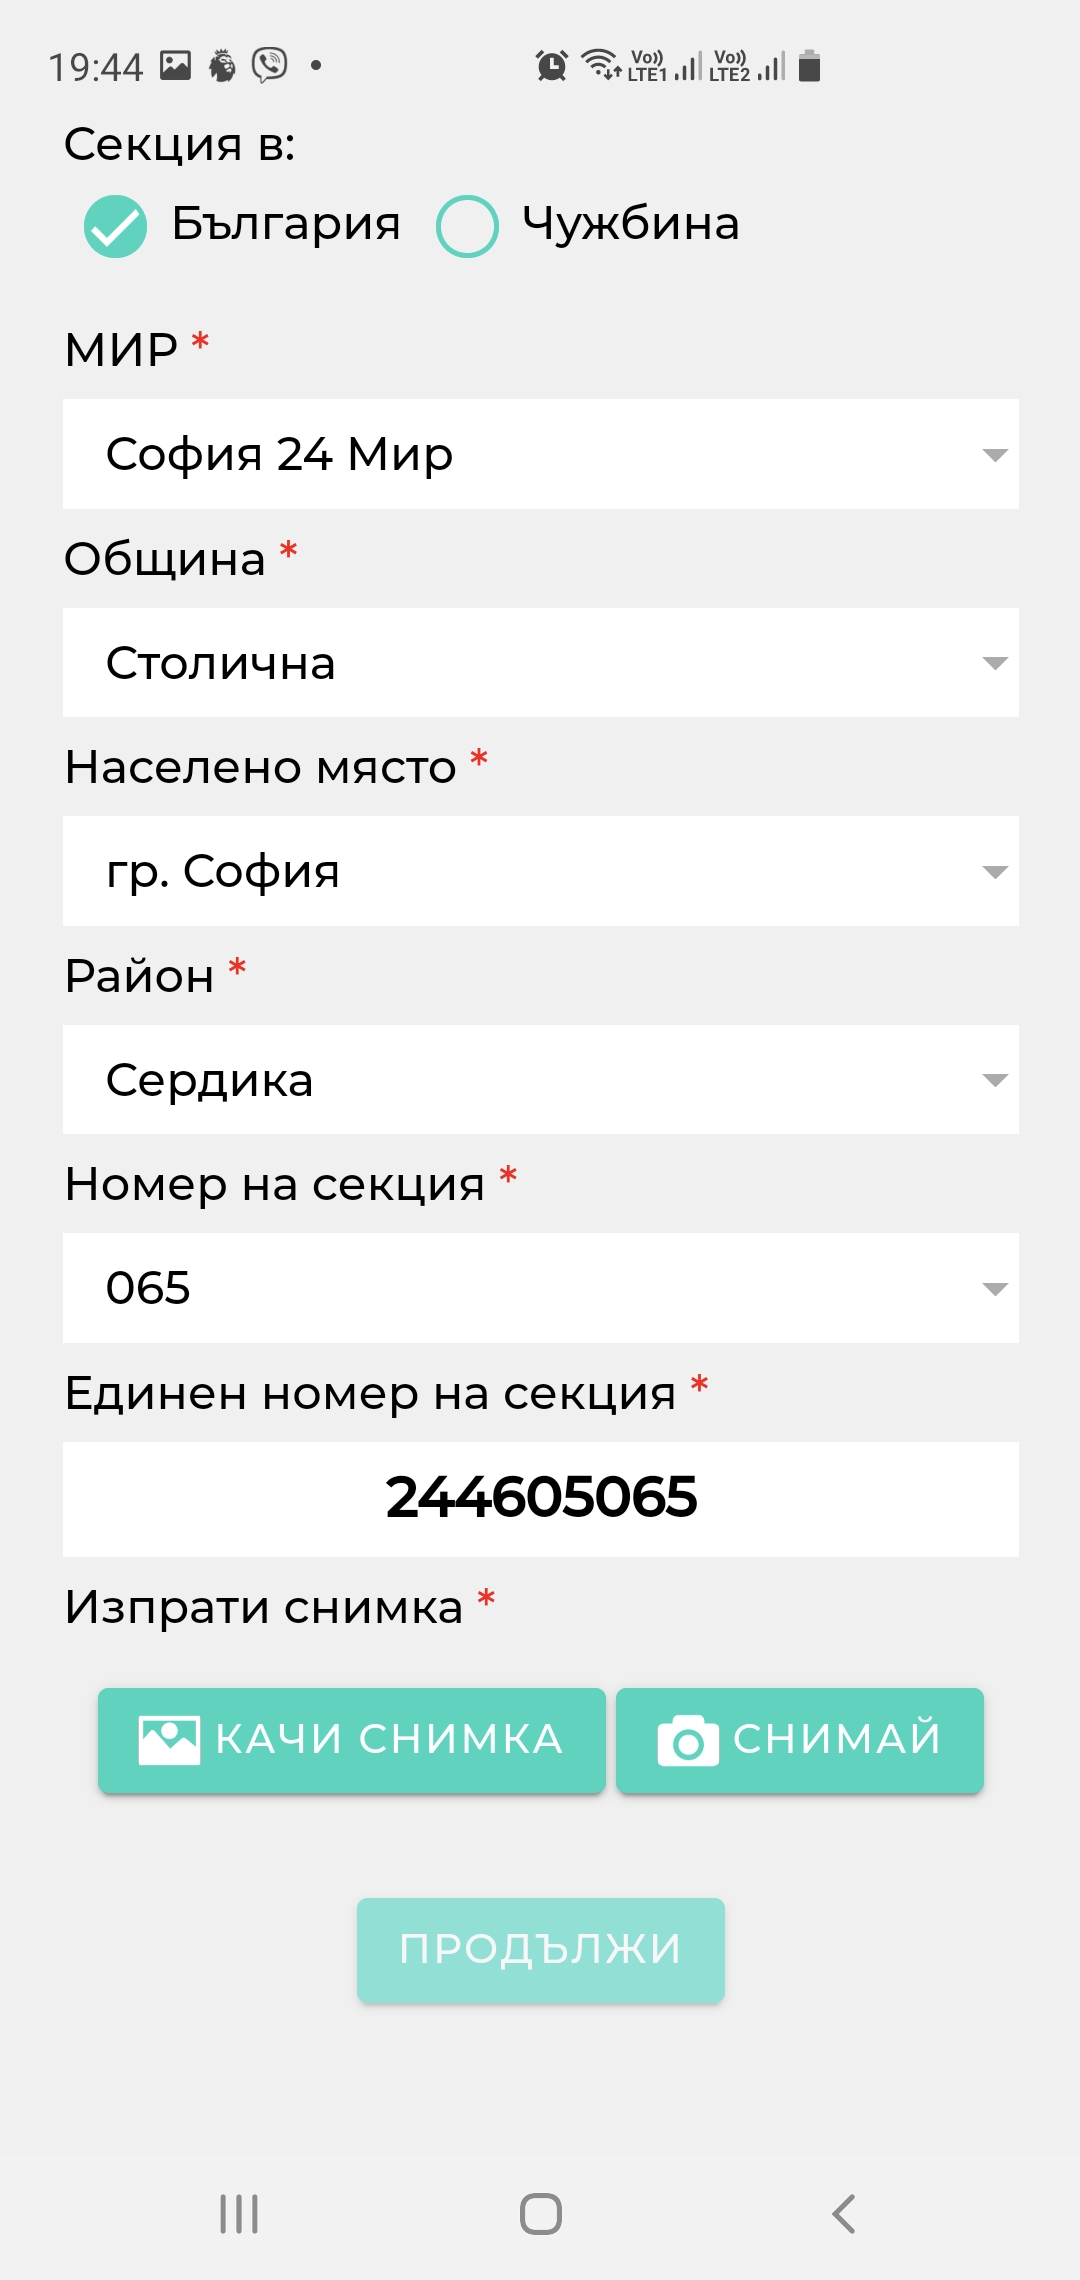 19:44
Vo)) LTE1 Vo)) LTE2
Секция в:
България Чужбина
МИР *
София 24 Мир
Община *
Столична
Населено място *
гр. София
Район *
Сердика
Номер на секция *
065
Единен номер на секция *
244605065
Изпрати снимка *
КАЧИ СНИМКА СНИМАЙ
ПРОДЪЛЖИ